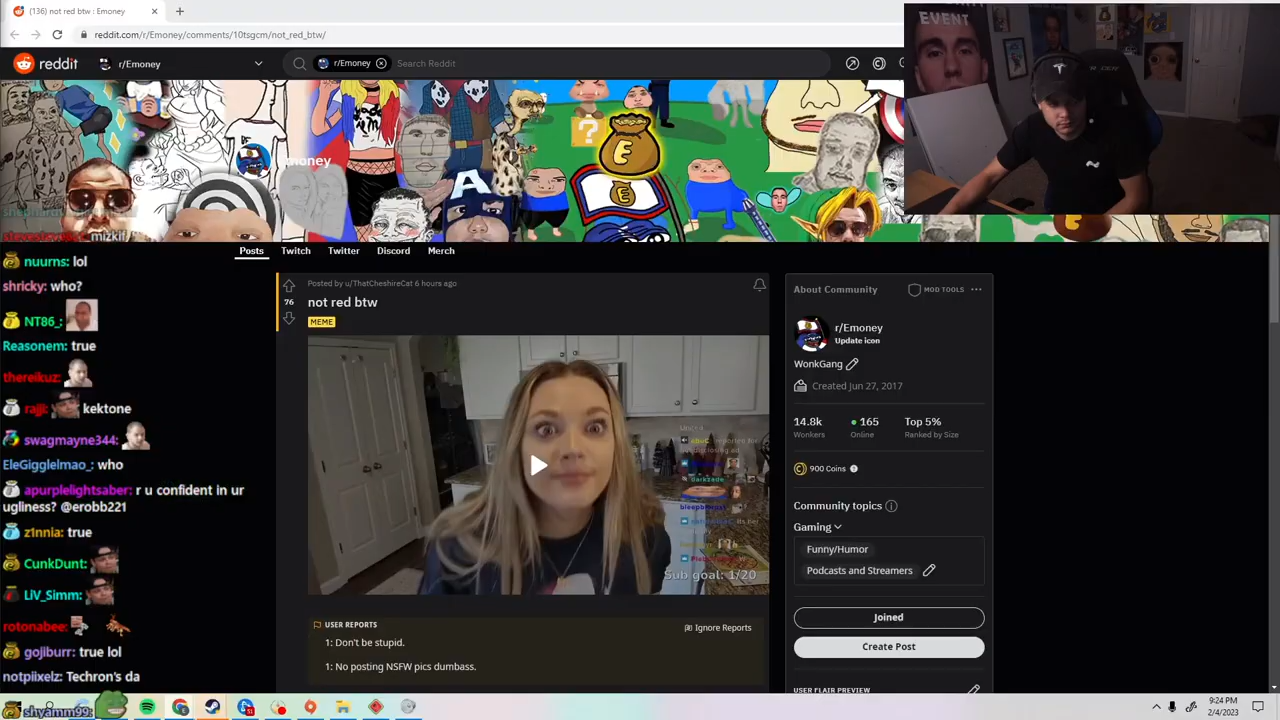 (136) not red btw : Emoney
reddit.com/r/Emoney/comments/10tsgcm/not_red_btw/
reddit
r/Emoney
r/Emoney
Search Reddit
EVENT
Emoney
mizkif
Posts
Twitch
Twitter
Discord
Merch
nuurns: lol
shricky: who?
NT86_:
Reasonem: true
thereikuz:
rajji: kektone
swagmayne344:
EleGigglelmao_: who
apurplelightsaber: r u confident in ur
ugliness? @erobb221
z1nnia: true
CunkDunt:
LiV_Simm:
rotonabee:
gojiburr: true lol
notpiixelz: Techron's da
shyamm99:
Posted by u/ThatCheshireCat 6 hours ago
76
not red btw
MEME
Sub goal: 1/20
USER REPORTS
Ignore Reports
1: Don't be stupid.
1: No posting NSFW pics dumbass.
About Community
MOD TOOLS
r/Emoney
Update icon
WonkGang
Created Jun 27, 2017
14.8k
165
Top 5%
Wonkers
Online
Ranked by Size
900 Coins
Community topics
Gaming
Funny/Humor
Podcasts and Streamers
Joined
Create Post
USER FLAIR PREVIEW
9:24 PM
2/4/2023